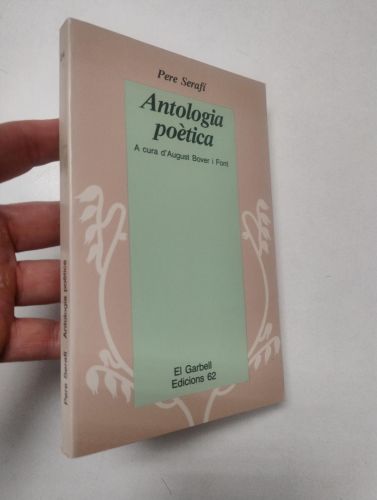 Pere Serafí
Antologia
poètica
A cura d'August Bover i Font
El Garbell
Edicions 62
Pere Serafí Antologia poètica